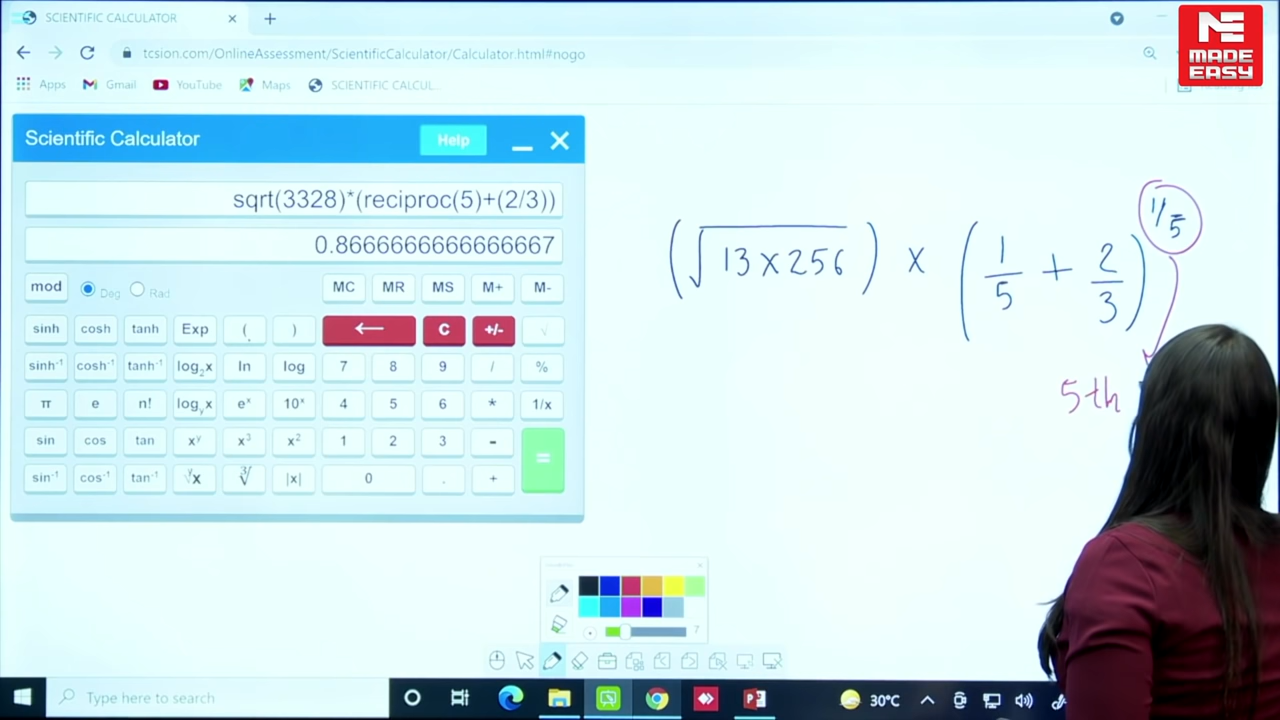 SCIENTIFIC CALCULATOR
tcsion.com/OnlineAssessment/ScientificCalculator/Calculator.html#nogo
Apps Gmail YouTube Maps SCIENTIFIC CALCUL...
ME
MADE
EASY
Scientific Calculator Help
sqrt(3328)*(reciproc(5)+(2/3))
0.8666666666666667
mod Deg Rad MC MR MS M+ M-
sinh cosh tanh Exp ( ) ← C +/- √
sinh⁻¹ cosh⁻¹ tanh⁻¹ log₂x ln log 7 8 9 / %
π e n! logᵧx eˣ 10ˣ 4 5 6 * 1/x
sin cos tan xʸ x³ x² 1 2 3 - =
sin⁻¹ cos⁻¹ tan⁻¹ ʸ√x ∛ |x| 0 . +
(√13×256) × (1/5 + 2/3)^1/5
5th
7
Type here to search
30°C